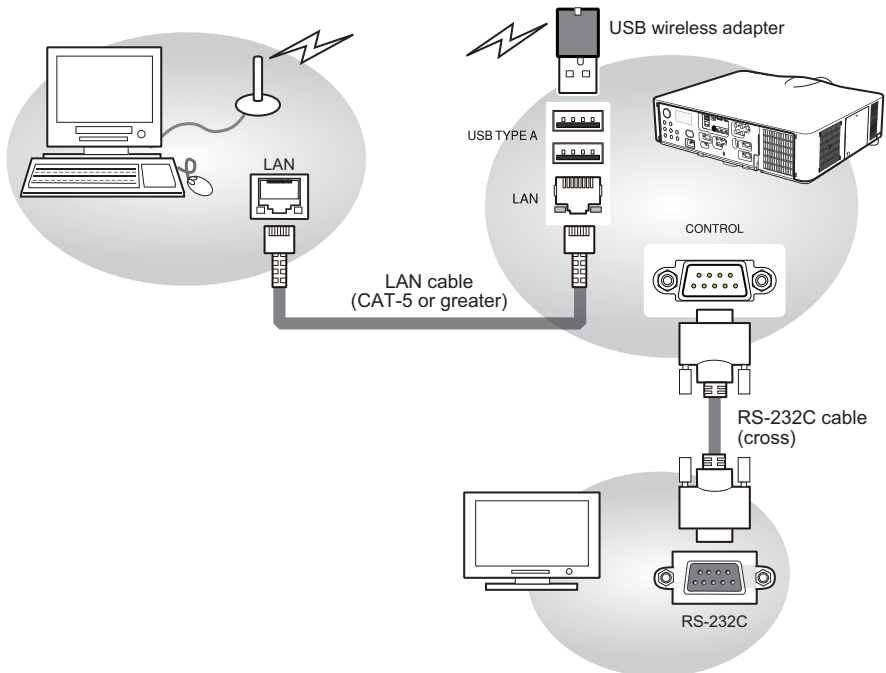 USB wireless adapter
USB TYPE A
LAN
LAN
CONTROL
LAN cable
(CAT-5 or greater)
RS-232C cable
(cross)
RS-232C